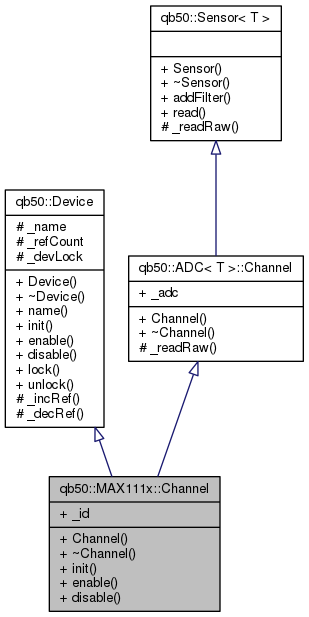 qb50::Sensor< T >
+ Sensor()
+ ~Sensor()
+ addFilter()
+ read()
# _readRaw()
qb50::Device
# _name
# _refCount
# _devLock
+ Device()
+ ~Device()
+ name()
+ init()
+ enable()
+ disable()
+ lock()
+ unlock()
# _incRef()
# _decRef()
qb50::ADC< T >::Channel
+ _adc
+ Channel()
+ ~Channel()
# _readRaw()
qb50::MAX111x::Channel
+ _id
+ Channel()
+ ~Channel()
+ init()
+ enable()
+ disable()